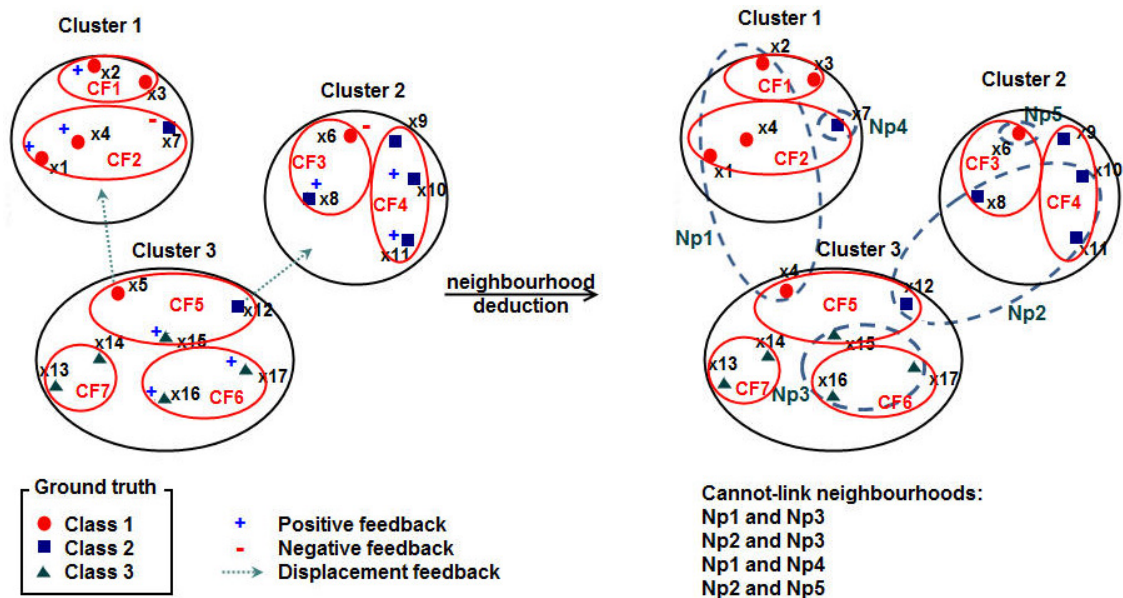 Cluster 1
x2
+
CF1
x3
+
x4
-
x7
+
x1
CF2
Cluster 2
x9
x6
-
CF3
+
x8
+
x10
CF4
+
x11
Cluster 3
x5
CF5
x12
+
x15
x14
x13
CF7
+
x17
+
x16
CF6
neighbourhood
deduction
Cluster 1
x2
x3
CF1
x7
x4
Np4
CF2
x1
Np1
Cluster 2
Np5
x9
x6
CF3
x10
x8
CF4
x11
Np2
Cluster 3
x4
CF5
x12
x15
x14
x13
CF7
x17
x16
Np3
CF6
Ground truth
Class 1
Class 2
Class 3
+ Positive feedback
- Negative feedback
Displacement feedback
Cannot-link neighbourhoods:
Np1 and Np3
Np2 and Np3
Np1 and Np4
Np2 and Np5